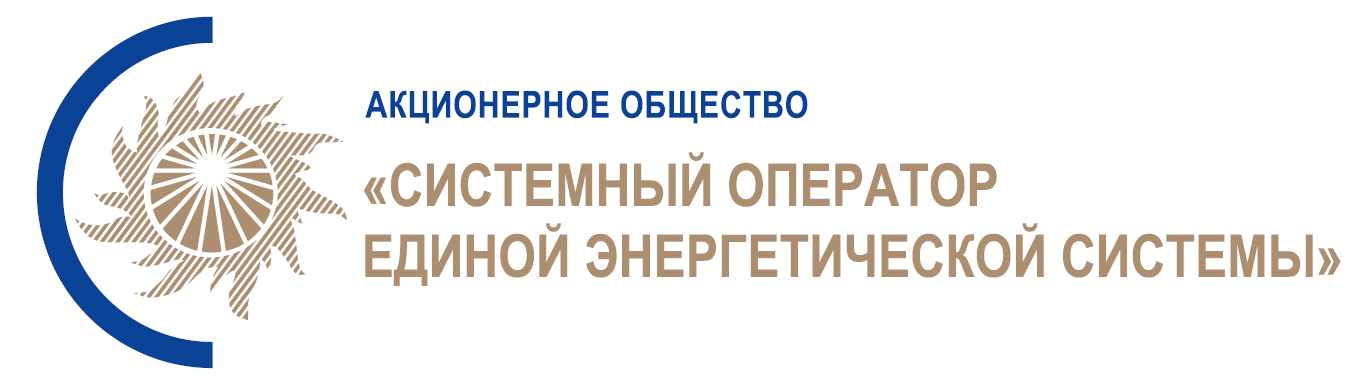 АКЦИОНЕРНОЕ ОБЩЕСТВО
«СИСТЕМНЫЙ ОПЕРАТОР
ЕДИНОЙ ЭНЕРГЕТИЧЕСКОЙ СИСТЕМЫ»